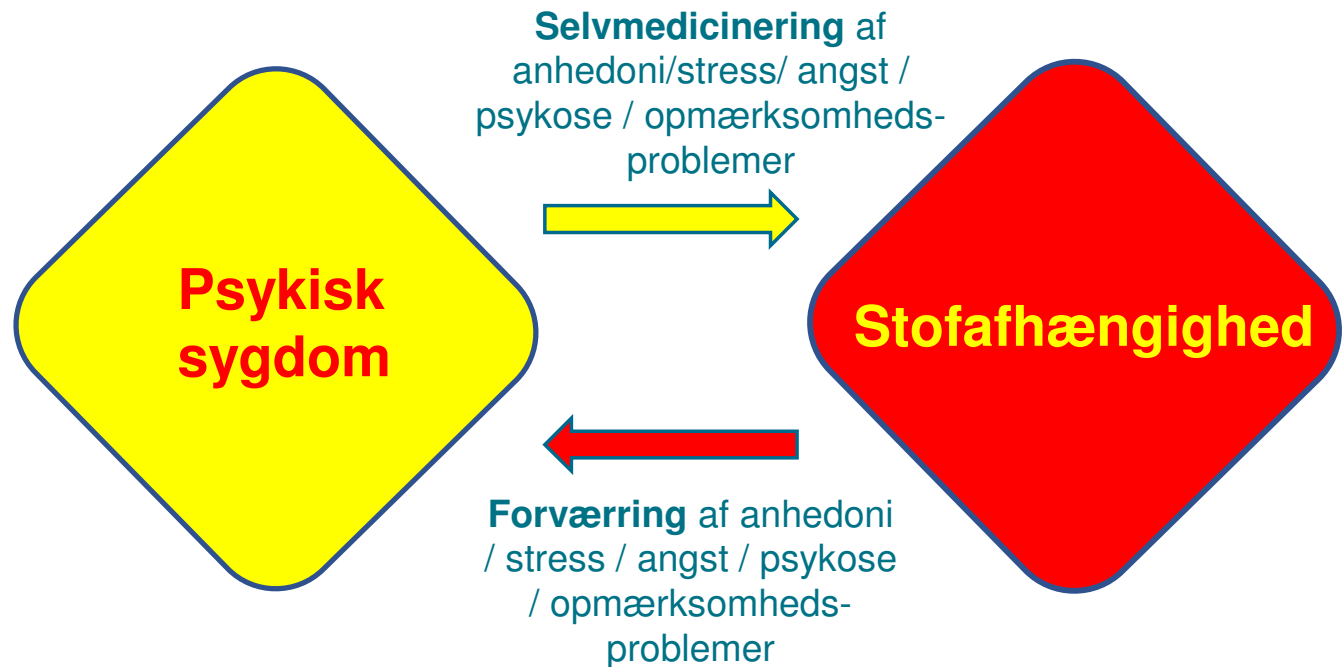 Selvmedicinering af
anhedoni/stress/ angst /
psykose / opmærksomheds-
problemer
Psykisk
sygdom
Stofafhængighed
Forværring af anhedoni
/ stress / angst / psykose
/ opmærksomheds-
problemer